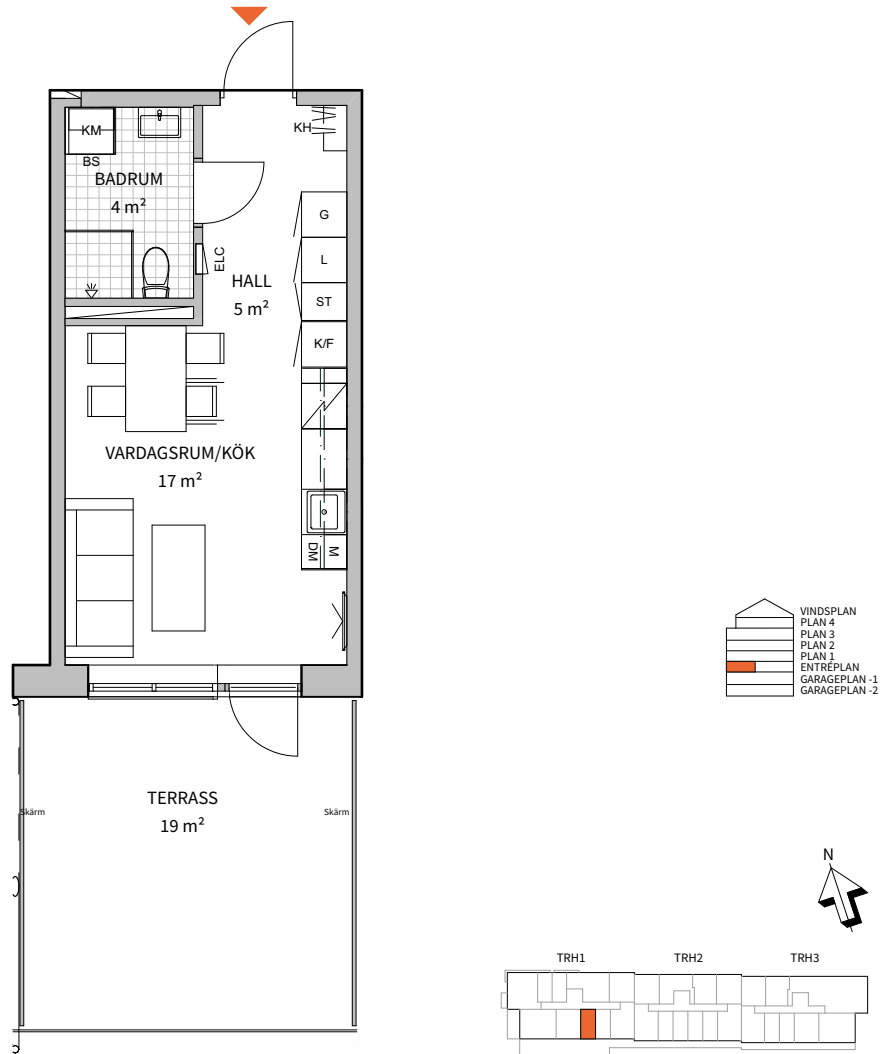 KM
KH
BS
BADRUM
4 m²
G
ELC
L
HALL
5 m²
ST
K/F
VARDAGSRUM/KÖK
17 m²
DM
M
TERRASS
19 m²
Skärm
Skärm
VINDSPLAN
PLAN 4
PLAN 3
PLAN 2
PLAN 1
ENTRÉPLAN
GARAGEPLAN -1
GARAGEPLAN -2
N
TRH1
TRH2
TRH3